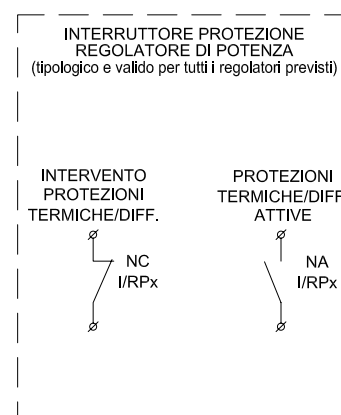 INTERRUTTORE PROTEZIONE
REGOLATORE DI POTENZA
(tipologico e valido per tutti i regolatori previsti)
INTERVENTO
PROTEZIONI
TERMICHE/DIFF.
NC
I/RPx
PROTEZIONI
TERMICHE/DIFF
ATTIVE
NA
I/RPx